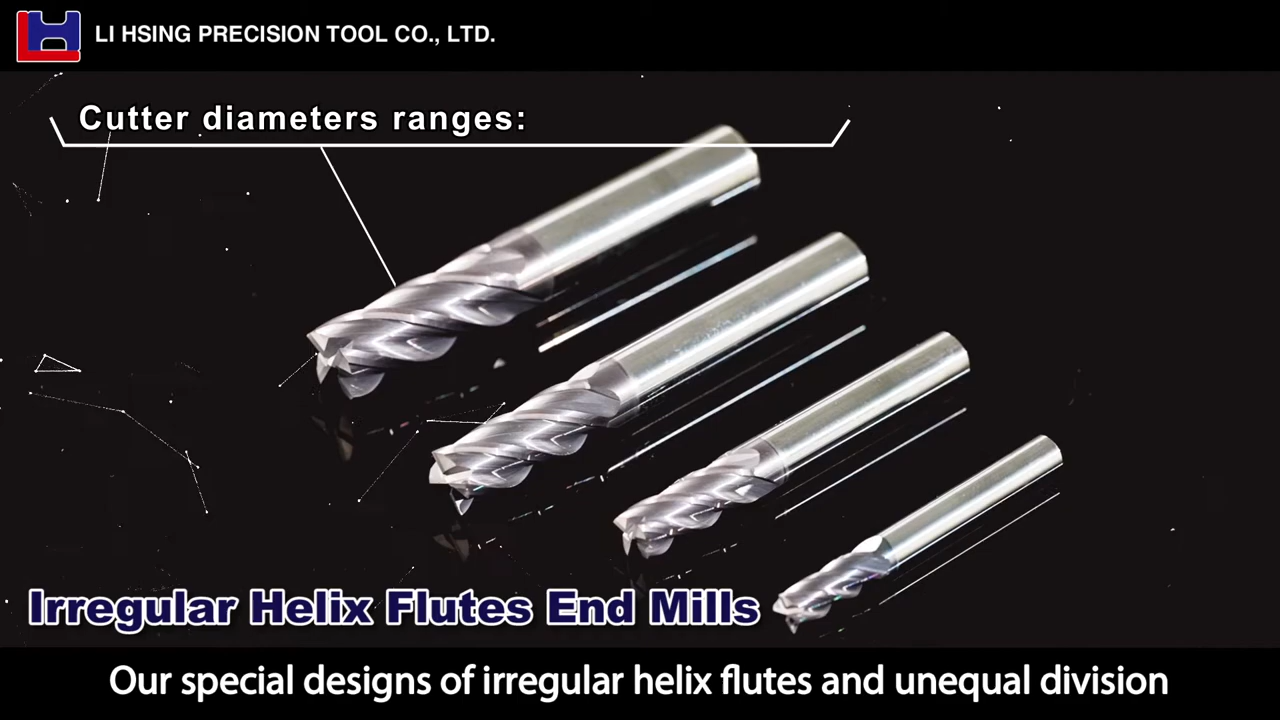 LI HSING PRECISION TOOL CO., LTD.
Cutter diameters ranges:
Irregular Helix Flutes End Mills
Our special designs of irregular helix flutes and unequal division